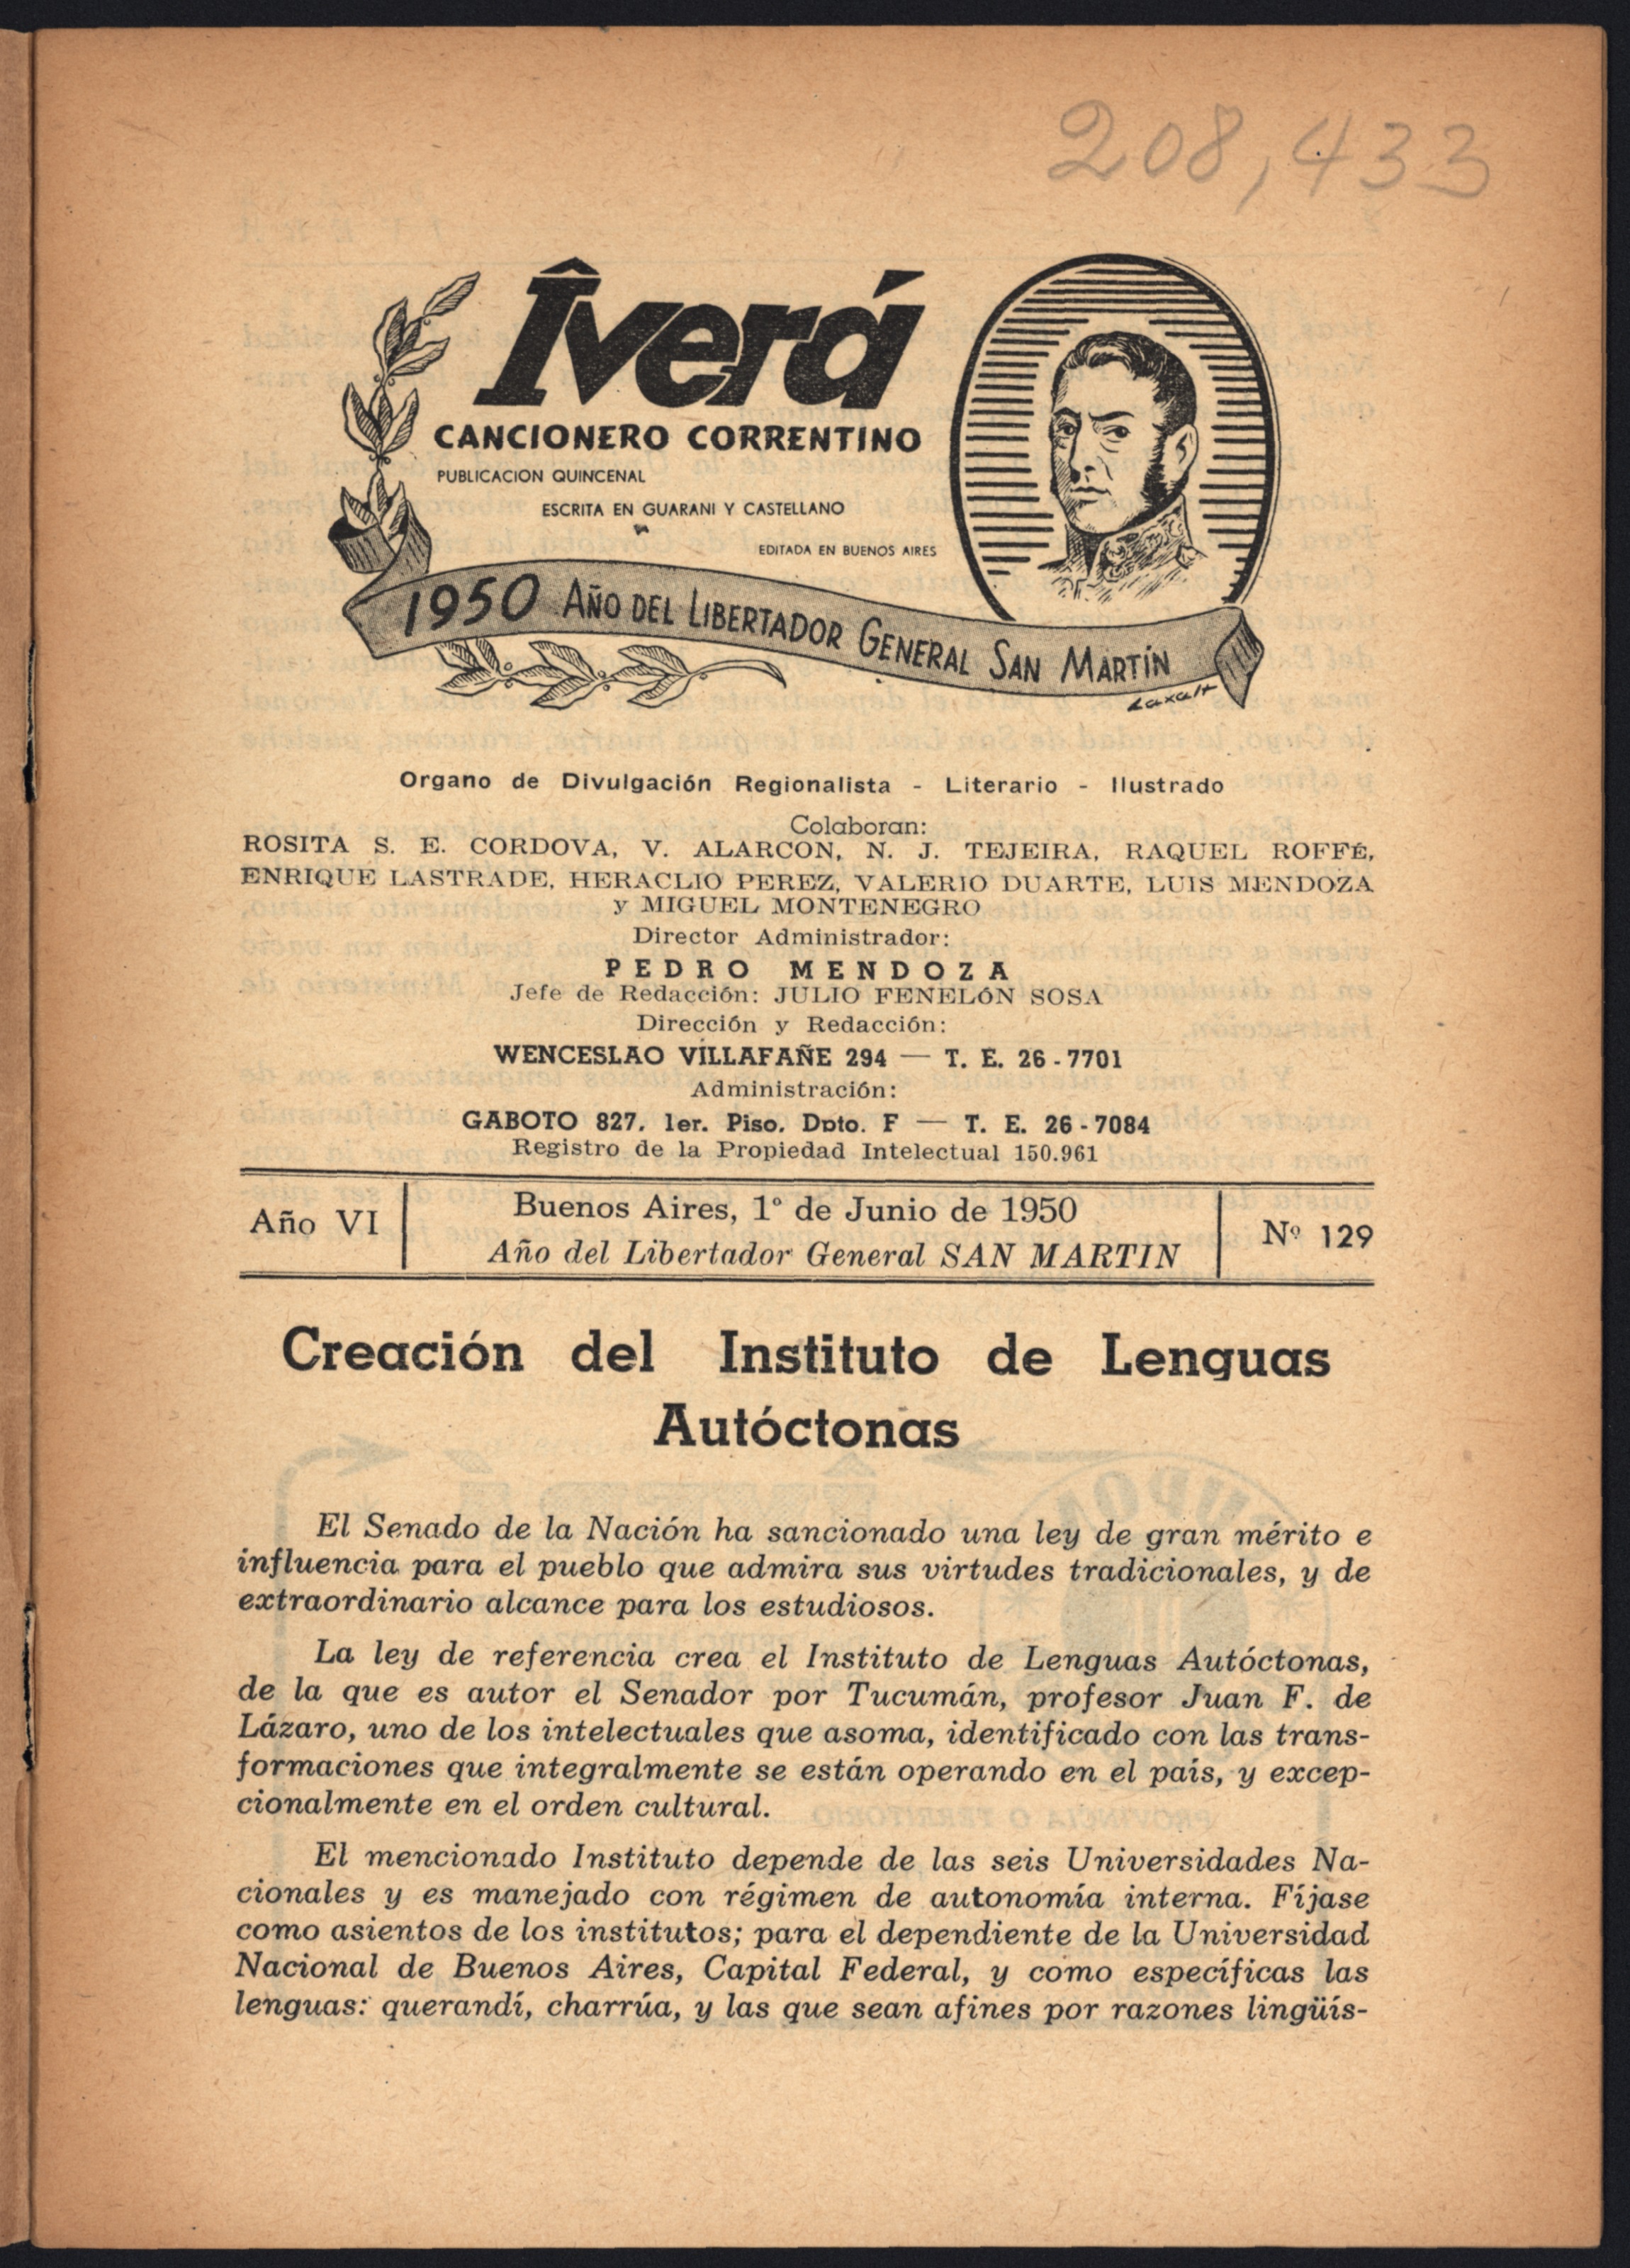 208,433
Îverá
CANCIONERO CORRENTINO
PUBLICACION QUINCENAL
ESCRITA EN GUARANI Y CASTELLANO
EDITADA EN BUENOS AIRES
1950 AÑO DEL LIBERTADOR GENERAL SAN MARTÍN
Laxalt
Organo de Divulgación Regionalista - Literario - Ilustrado
Colaboran:
ROSITA S. E. CORDOVA, V. ALARCON, N. J. TEJEIRA, RAQUEL ROFFÉ,
ENRIQUE LASTRADE, HERACLIO PEREZ, VALERIO DUARTE, LUIS MENDOZA
y MIGUEL MONTENEGRO
Director Administrador:
PEDRO MENDOZA
Jefe de Redacción: JULIO FENELÓN SOSA
Dirección y Redacción:
WENCESLAO VILLAFAÑE 294 — T. E. 26-7701
Administración:
GABOTO 827. 1er. Piso. Dpto. F — T. E. 26-7084
Registro de la Propiedad Intelectual 150.961
Año VI
Buenos Aires, 1º de Junio de 1950
Año del Libertador General SAN MARTIN
Nº 129
Creación del Instituto de Lenguas
Autóctonas
El Senado de la Nación ha sancionado una ley de gran mérito e
influencia para el pueblo que admira sus virtudes tradicionales, y de
extraordinario alcance para los estudiosos.
La ley de referencia crea el Instituto de Lenguas Autóctonas,
de la que es autor el Senador por Tucumán, profesor Juan F. de
Lázaro, uno de los intelectuales que asoma, identificado con las trans-
formaciones que integralmente se están operando en el país, y excep-
cionalmente en el orden cultural.
El mencionado Instituto depende de las seis Universidades Na-
cionales y es manejado con régimen de autonomía interna. Fíjase
como asientos de los institutos; para el dependiente de la Universidad
Nacional de Buenos Aires, Capital Federal, y como específicas las
lenguas: querandí, charrúa, y las que sean afines por razones lingüís-